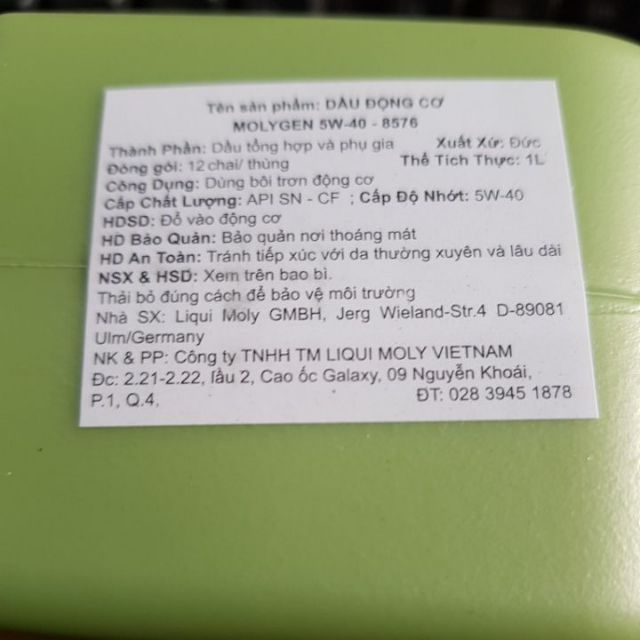 Tên sản phẩm: DẦU ĐỘNG CƠ
MOLYGEN 5W-40 - 8576
Thành Phần: Dầu tổng hợp và phụ gia Xuất Xứ: Đức
Đóng gói: 12 chai/ thùng Thể Tích Thực: 1L
Công Dụng: Dùng bôi trơn động cơ
Cấp Chất Lượng: API SN - CF ; Cấp Độ Nhớt: 5W-40
HDSD: Đổ vào động cơ
HD Bảo Quản: Bảo quản nơi thoáng mát
HD An Toàn: Tránh tiếp xúc với da thường xuyên và lâu dài
NSX & HSD: Xem trên bao bì.
Thải bỏ đúng cách để bảo vệ môi trường
Nhà SX: Liqui Moly GMBH, Jerg Wieland-Str.4 D-89081
Ulm/Germany
NK & PP: Công ty TNHH TM LIQUI MOLY VIETNAM
Đc: 2.21-2.22, lầu 2, Cao ốc Galaxy, 09 Nguyễn Khoái,
P.1, Q.4, ĐT: 028 3945 1878